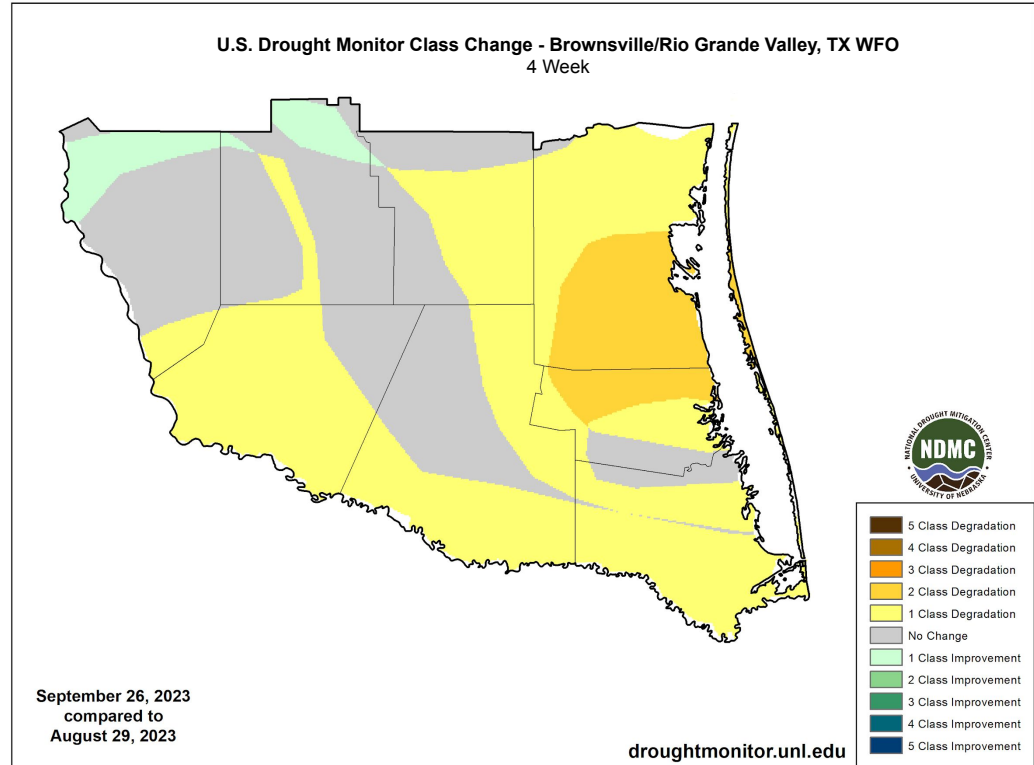 U.S. Drought Monitor Class Change - Brownsville/Rio Grande Valley, TX WFO
4 Week
NATIONAL DROUGHT MITIGATION CENTER
NDMC
UNIVERSITY OF NEBRASKA
5 Class Degradation
4 Class Degradation
3 Class Degradation
2 Class Degradation
1 Class Degradation
No Change
1 Class Improvement
2 Class Improvement
3 Class Improvement
4 Class Improvement
5 Class Improvement
September 26, 2023
compared to
August 29, 2023
droughtmonitor.unl.edu